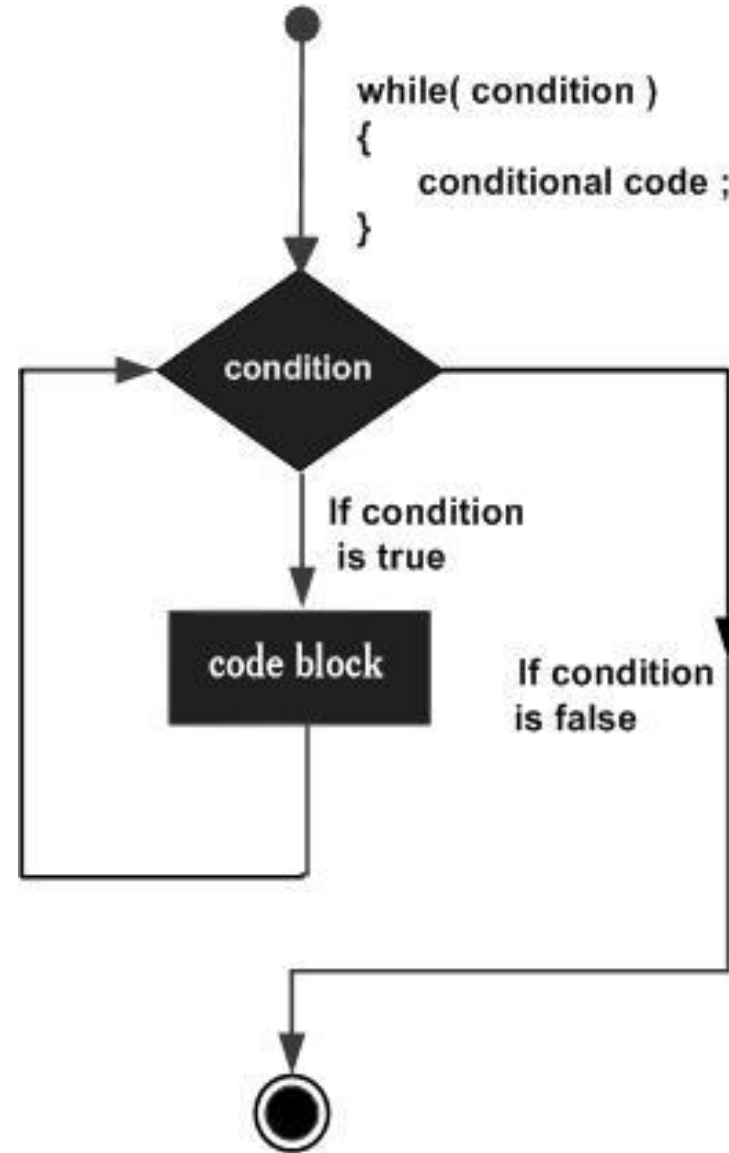 while( condition )
{
conditional code ;
}
condition
If condition
is true
code block
If condition
is false